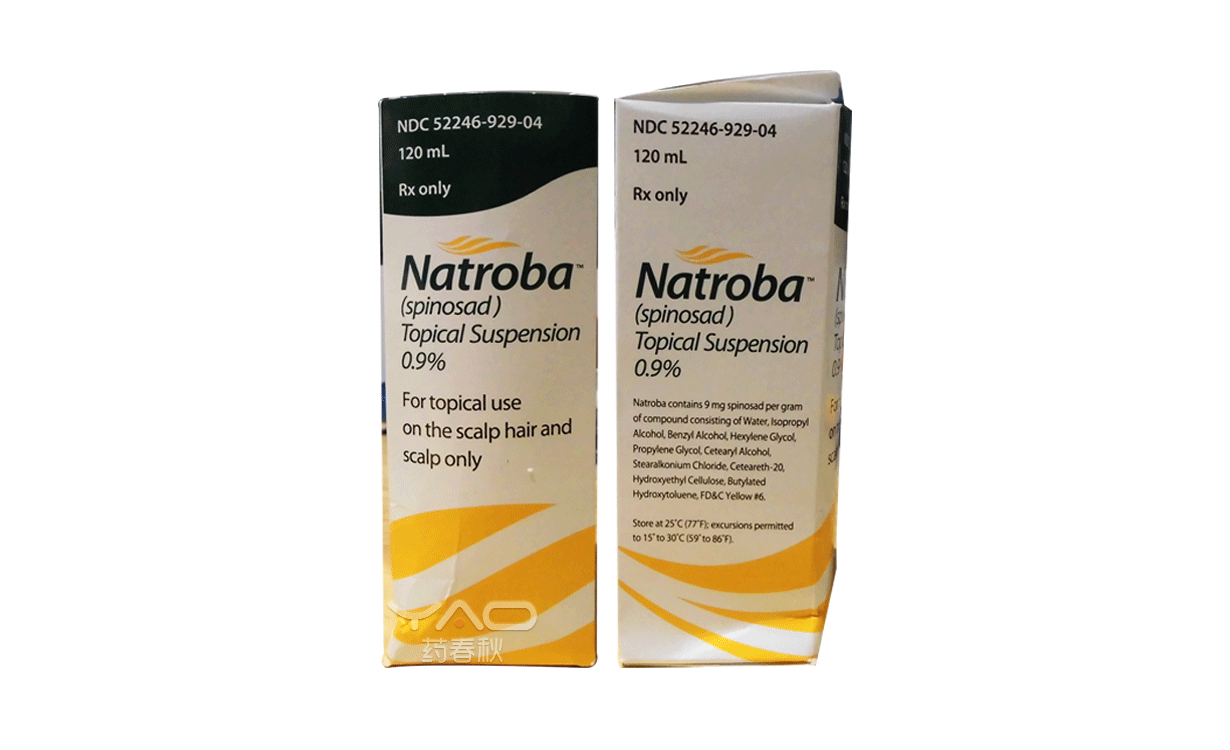 NDC 52246-929-04
120 mL
Rx only
Natroba™
(spinosad)
Topical Suspension
0.9%
For topical use
on the scalp hair and
scalp only
YAO
药春秋
NDC 52246-929-04
120 mL
Rx only
Natroba™
(spinosad)
Topical Suspension
0.9%
Natroba contains 9 mg spinosad per gram
of compound consisting of Water, Isopropyl
Alcohol, Benzyl Alcohol, Hexylene Glycol,
Propylene Glycol, Cetearyl Alcohol,
Stearalkonium Chloride, Ceteareth-20,
Hydroxyethyl Cellulose, Butylated
Hydroxytoluene, FD&C Yellow #6.
Store at 25°C (77°F); excursions permitted
to 15° to 30°C (59° to 86°F).